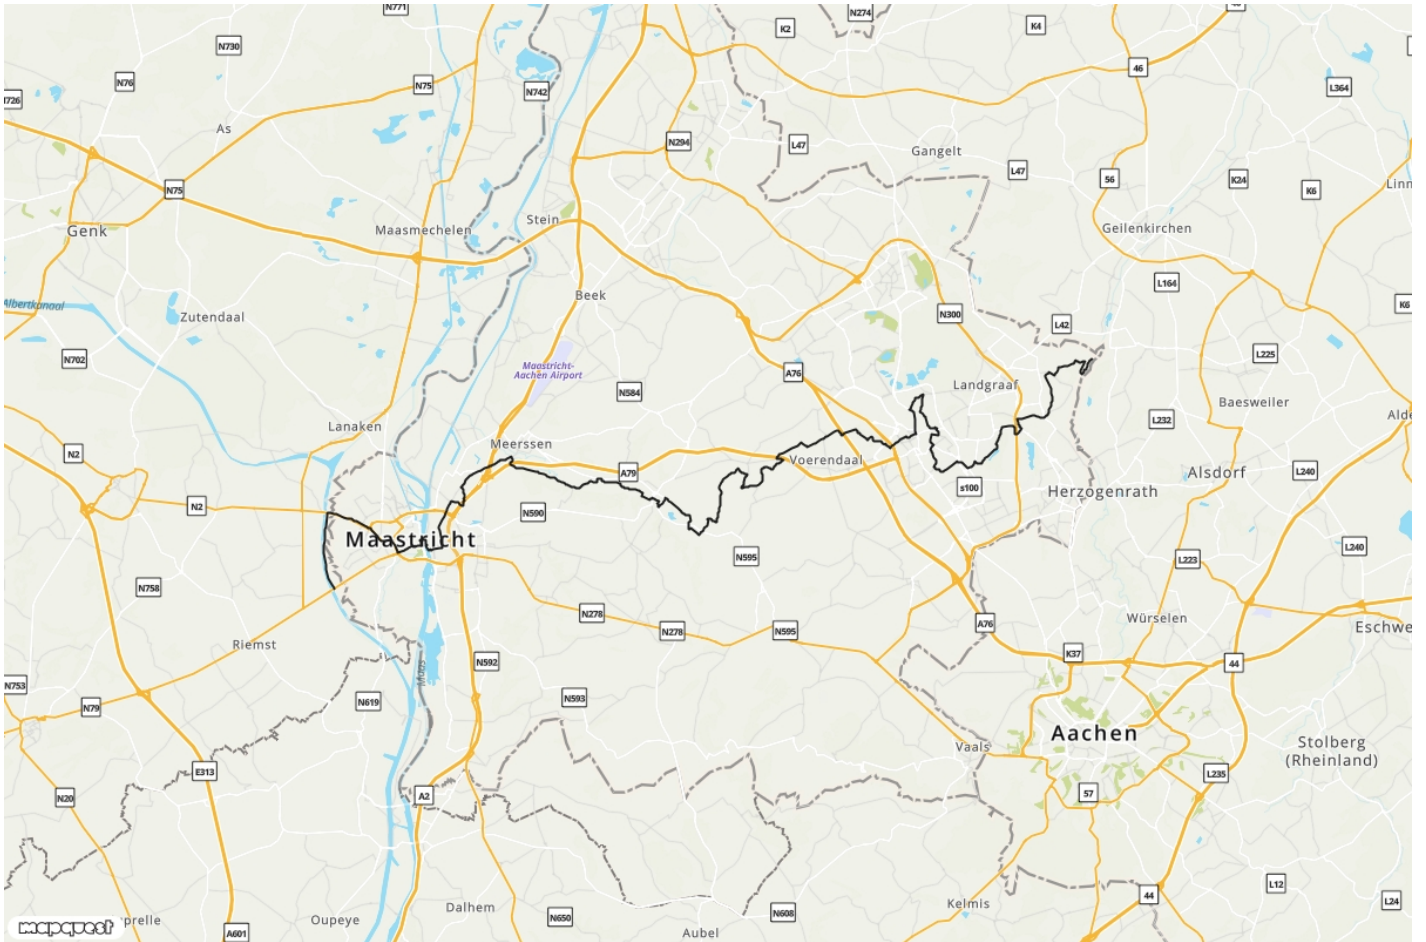 N771
N274
K2
K4
N730
46
N76
N75
N742
L364
As
N294
L47
Gangelt
L47
56
K24
K6
N75
Stein
Maasmechelen
Genk
Geilenkirchen
L164
Beek
Albertkanaal
K6
Zutendaal
N300
L42
N702
Maastricht-
Aachen Airport
A76
L225
N584
Landgraaf
Baesweiler
L232
Lanaken
Meerssen
N2
Voerendaal
A79
Alsdorf
L240
s100
Herzogenrath
N2
N590
Maastricht
L240
N595
L223
N758
N278
N278
N595
A76
Würselen
Riemst
K37
N592
44
Maas
N753
N619
N593
N79
Aachen
Vaals
Stolberg
(Rheinland)
E313
L235
N20
A2
57
L12
44
L24
Kelmis
Dalhem
N650
N608
Oupeye
mapquest
A601
Aubel